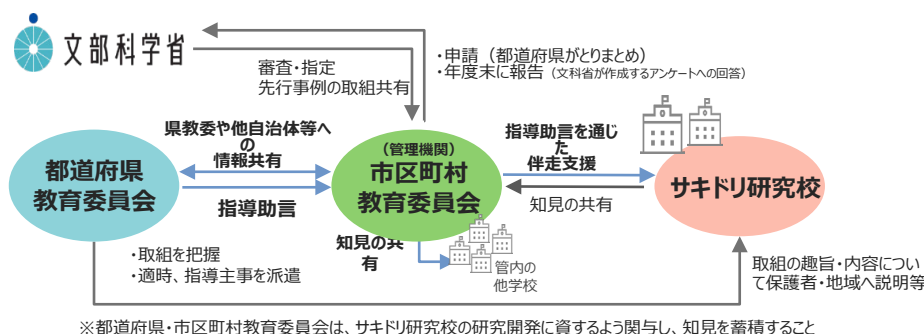 文部科学省
審査・指定
先行事例の取組共有
・申請（都道府県がとりまとめ）
・年度末に報告（文科省が作成するアンケートへの回答）
県教委や他自治体等へ
の
情報共有
指導助言
都道府県
教育委員会
（管理機関）
市区町村
教育委員会
指導助言を通じ
た
伴走支援
知見の共有
サキドリ研究校
知見の共
有
管内の
他学校
・取組を把握
・適時、指導主事を派遣
取組の趣旨・内容につい
て保護者・地域へ説明等
※都道府県・市区町村教育委員会は、サキドリ研究校の研究開発に資するよう関与し、知見を蓄積すること